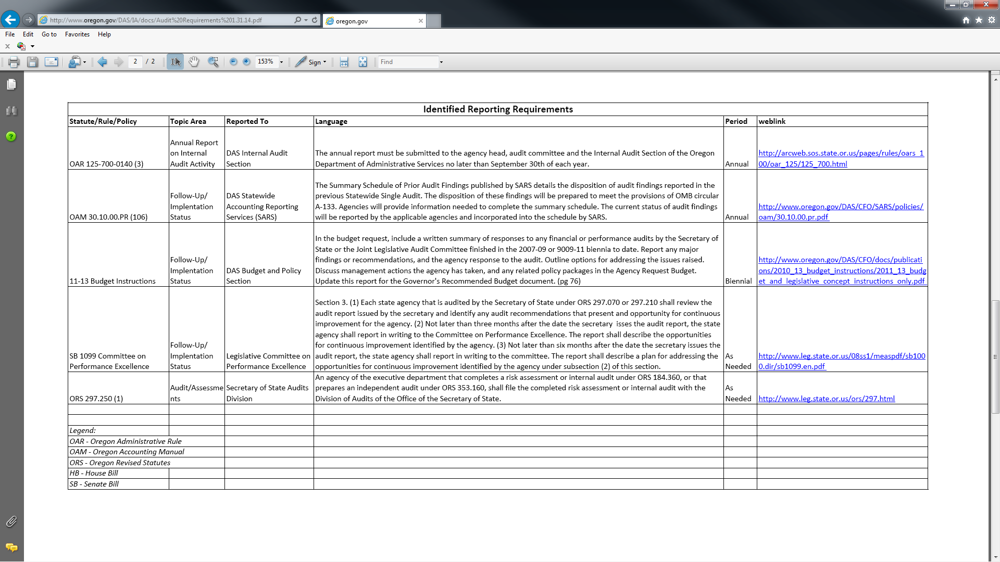 http://www.oregon.gov/DAS/IA/docs/Audit%20Requirements%201.31.14.pdf
oregon.gov
File Edit Go to Favorites Help
2 / 2
153%
Sign
Find
Identified Reporting Requirements
Statute/Rule/Policy Topic Area Reported To Language Period weblink
OAR 125-700-0140 (3)
Annual Report
on Internal
Audit Activity
DAS Internal Audit
Section
The annual report must be submitted to the agency head, audit committee and the Internal Audit Section of the Oregon
Department of Administrative Services no later than September 30th of each year.
Annual
http://arcweb.sos.state.or.us/pages/rules/oars_1
00/oar_125/125_700.html
OAM 30.10.00.PR (106)
Follow-Up/
Implentation
Status
DAS Statewide
Accounting Reporting
Services (SARS)
The Summary Schedule of Prior Audit Findings published by SARS details the disposition of audit findings reported in the
previous Statewide Single Audit. The disposition of these findings will be prepared to meet the provisions of OMB circular
A-133. Agencies will provide information needed to complete the summary schedule. The current status of audit findings
will be reported by the applicable agencies and incorporated into the schedule by SARS.
Annual
http://www.oregon.gov/DAS/CFO/SARS/policies/
oam/30.10.00.pr.pdf
11-13 Budget Instructions
Follow-Up/
Implentation
Status
DAS Budget and Policy
Section
In the budget request, include a written summary of responses to any financial or performance audits by the Secretary of
State or the Joint Legislative Audit Committee finished in the 2007-09 or 9009-11 biennia to date. Report any major
findings or recommendations, and the agency response to the audit. Outline options for addressing the issues raised.
Discuss management actions the agency has taken, and any related policy packages in the Agency Request Budget.
Update this report for the Governor's Recommended Budget document. (pg 76)
Biennial
http://www.oregon.gov/DAS/CFO/docs/publicati
ons/2010_13_budget_instructions/2011_13_budg
et_and_legislative_concept_instructions_only.pdf
SB 1099 Committee on
Performance Excellence
Follow-Up/
Implentation
Status
Legislative Committee on
Performance Excellence
Section 3. (1) Each state agency that is audited by the Secretary of State under ORS 297.070 or 297.210 shall review the
audit report issued by the secretary and identify any audit recommendations that present and opportunity for continuous
improvement for the agency. (2) Not later than three months after the date the secretary isses the audit report, the state
agency shall report in writing to the Committee on Performance Excellence. The report shall describe the opportunities
for continuous improvement identified by the agency. (3) Not later than six months after the date the secretary issues the
audit report, the state agency shall report in writing to the committee. The report shall describe a plan for addressing the
opportunities for continuous improvement identified by the agency under subsection (2) of this section.
As
Needed
http://www.leg.state.or.us/08ss1/measpdf/sb100
0.dir/sb1099.en.pdf
ORS 297.250 (1)
Audit/Assessme
nts
Secretary of State Audits
Division
An agency of the executive department that completes a risk assessment or internal audit under ORS 184.360, or that
prepares an independent audit under ORS 353.160, shall file the completed risk assessment or internal audit with the
Division of Audits of the Office of the Secretary of State.
As
Needed
http://www.leg.state.or.us/ors/297.html
Legend:
OAR - Oregon Administrative Rule
OAM - Oregon Accounting Manual
ORS - Oregon Revised Statutes
HB - House Bill
SB - Senate Bill